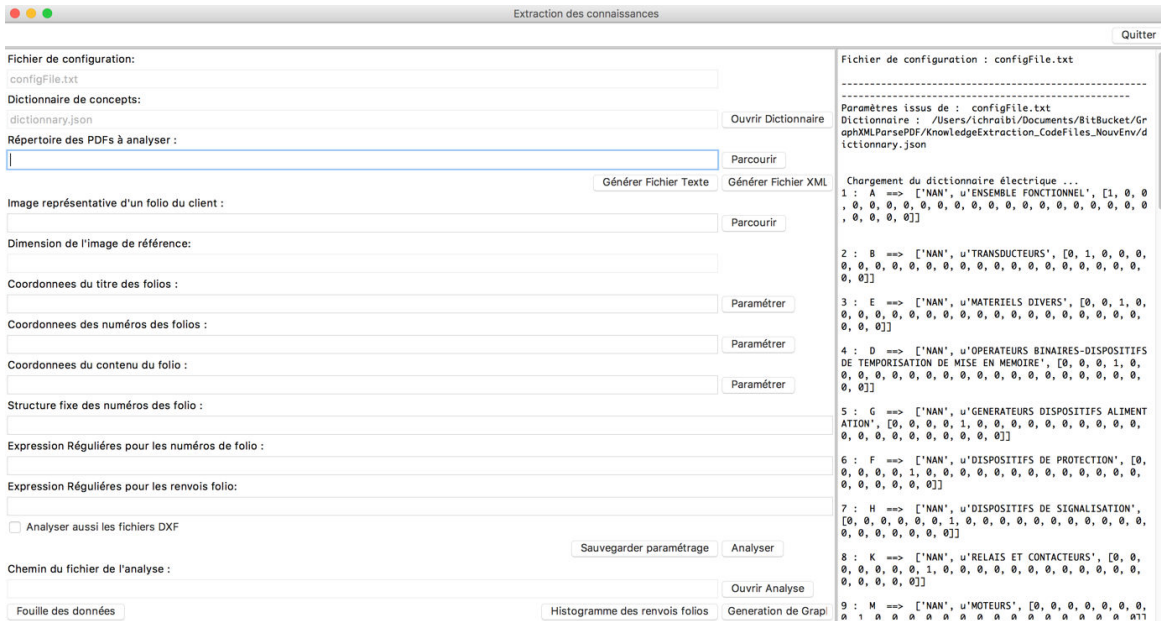 Extraction des connaissances
Quitter
Fichier de configuration:
configFile.txt
Dictionnaire de concepts:
dictionnary.json
Ouvrir Dictionnaire
Répertoire des PDFs à analyser :
Parcourir
Générer Fichier Texte
Générer Fichier XML
Image représentative d'un folio du client :
Parcourir
Dimension de l'image de référence:
Coordonnees du titre des folios :
Paramétrer
Coordonnees des numéros des folios :
Paramétrer
Coordonnees du contenu du folio :
Paramétrer
Structure fixe des numéros des folio :
Expression Réguliéres pour les numéros de folio :
Expression Réguliéres pour les renvois folio:
Analyser aussi les fichiers DXF
Sauvegarder paramétrage
Analyser
Chemin du fichier de l'analyse :
Ouvrir Analyse
Fouille des données
Histogramme des renvois folios
Generation de Grap
Fichier de configuration : configFile.txt
-----------------------------------------------------
--------------------------------------------------
Paramètres issus de :  configFile.txt
Dictionnaire :  /Users/ichraibi/Documents/BitBucket/Gr
aphXMLParsePDF/KnowledgeExtraction_CodeFiles_NouvEnv/d
ictionnary.json
Chargement du dictionnaire électrique ...
1 :  A  ==>  ['NAN', u'ENSEMBLE FONCTIONNEL', [1, 0, 0
, 0, 0, 0, 0, 0, 0, 0, 0, 0, 0, 0, 0, 0, 0, 0, 0, 0, 0
, 0, 0, 0, 0]]
2 :  B  ==>  ['NAN', u'TRANSDUCTEURS', [0, 1, 0, 0, 0,
0, 0, 0, 0, 0, 0, 0, 0, 0, 0, 0, 0, 0, 0, 0, 0, 0, 0,
0, 0]]
3 :  E  ==>  ['NAN', u'MATERIELS DIVERS', [0, 0, 1, 0,
0, 0, 0, 0, 0, 0, 0, 0, 0, 0, 0, 0, 0, 0, 0, 0, 0, 0,
0, 0, 0]]
4 :  D  ==>  ['NAN', u'OPERATEURS BINAIRES-DISPOSITIFS
DE TEMPORISATION DE MISE EN MEMOIRE', [0, 0, 0, 1, 0,
0, 0, 0, 0, 0, 0, 0, 0, 0, 0, 0, 0, 0, 0, 0, 0, 0, 0,
0, 0]]
5 :  G  ==>  ['NAN', u'GENERATEURS DISPOSITIFS ALIMENT
ATION', [0, 0, 0, 0, 1, 0, 0, 0, 0, 0, 0, 0, 0, 0, 0,
0, 0, 0, 0, 0, 0, 0, 0, 0, 0]]
6 :  F  ==>  ['NAN', u'DISPOSITIFS DE PROTECTION', [0,
0, 0, 0, 0, 1, 0, 0, 0, 0, 0, 0, 0, 0, 0, 0, 0, 0, 0,
0, 0, 0, 0, 0, 0]]
7 :  H  ==>  ['NAN', u'DISPOSITIFS DE SIGNALISATION',
[0, 0, 0, 0, 0, 0, 1, 0, 0, 0, 0, 0, 0, 0, 0, 0, 0, 0,
0, 0, 0, 0, 0, 0, 0]]
8 :  K  ==>  ['NAN', u'RELAIS ET CONTACTEURS', [0, 0,
0, 0, 0, 0, 0, 1, 0, 0, 0, 0, 0, 0, 0, 0, 0, 0, 0, 0,
0, 0, 0, 0, 0]]
9 :  M  ==>  ['NAN', u'MOTEURS', [0, 0, 0, 0, 0, 0, 0,